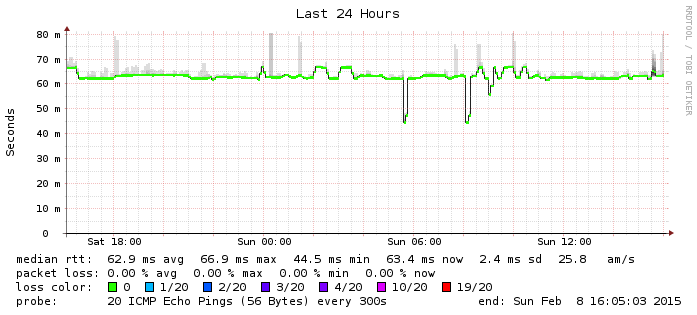 Last 24 Hours
RRDTOOL / TOBI OETIKER
Seconds
80 m
70 m
60 m
50 m
40 m
30 m
20 m
10 m
0
Sat 18:00 Sun 00:00 Sun 06:00 Sun 12:00
median rtt: 62.9 ms avg 66.9 ms max 44.5 ms min 63.4 ms now 2.4 ms sd 25.8 am/s
packet loss: 0.00 % avg 0.00 % max 0.00 % min 0.00 % now
loss color: 0 1/20 2/20 3/20 4/20 10/20 19/20
probe: 20 ICMP Echo Pings (56 Bytes) every 300s end: Sun Feb 8 16:05:03 2015